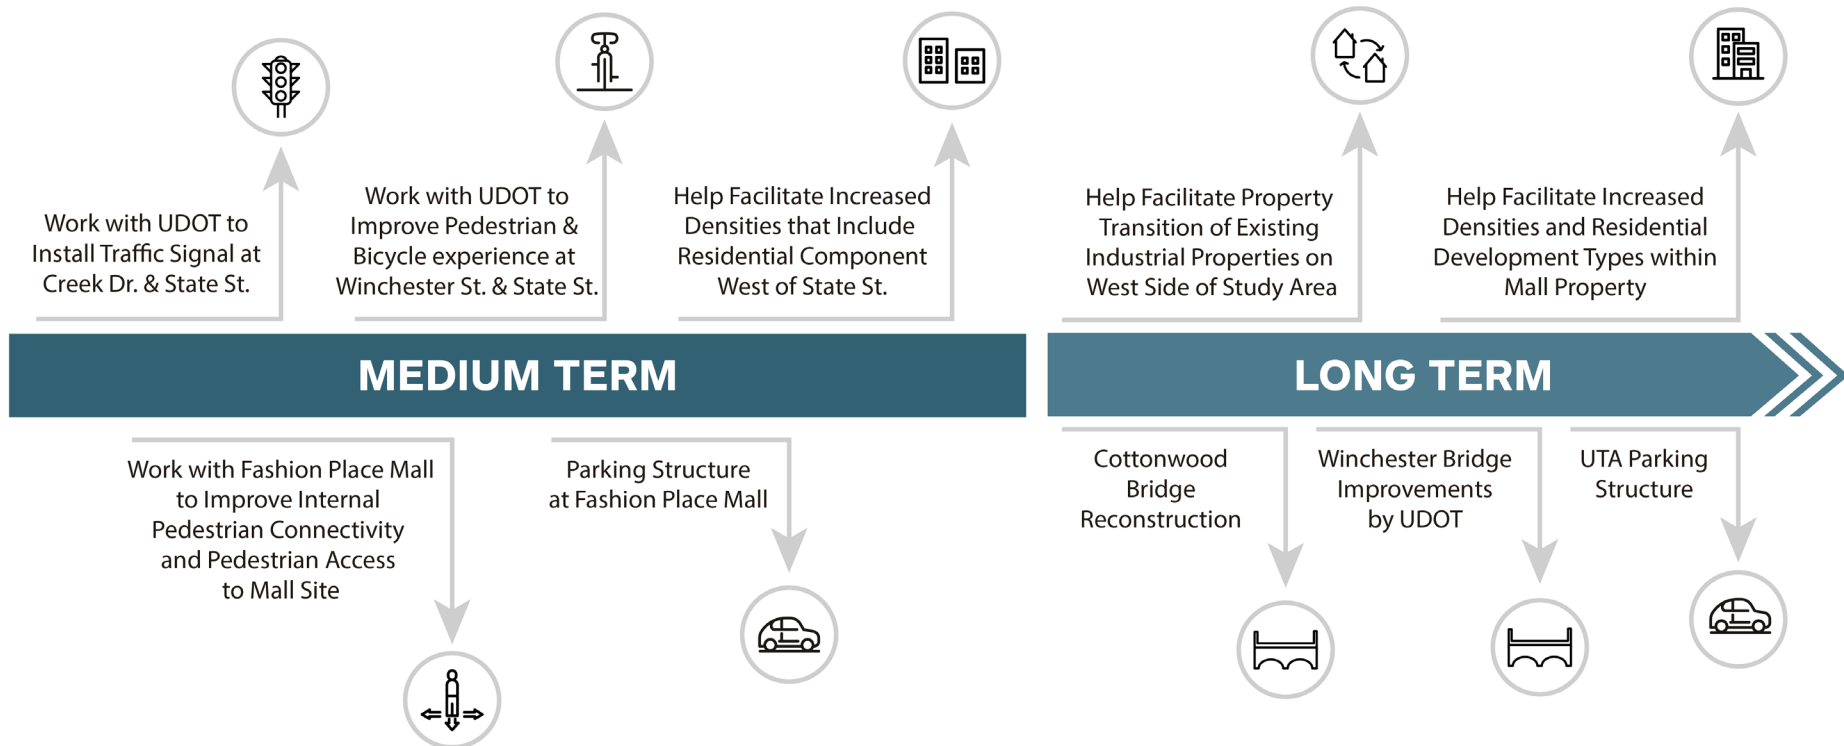 Work with UDOT to
Install Traffic Signal at
Creek Dr. & State St.
Work with UDOT to
Improve Pedestrian &
Bicycle experience at
Winchester St. & State St.
Help Facilitate Increased
Densities that Include
Residential Component
West of State St.
Help Facilitate Property
Transition of Existing
Industrial Properties on
West Side of Study Area
Help Facilitate Increased
Densities and Residential
Development Types within
Mall Property
MEDIUM TERM
LONG TERM
Work with Fashion Place Mall
to Improve Internal
Pedestrian Connectivity
and Pedestrian Access
to Mall Site
Parking Structure
at Fashion Place Mall
Cottonwood
Bridge
Reconstruction
Winchester Bridge
Improvements
by UDOT
UTA Parking
Structure